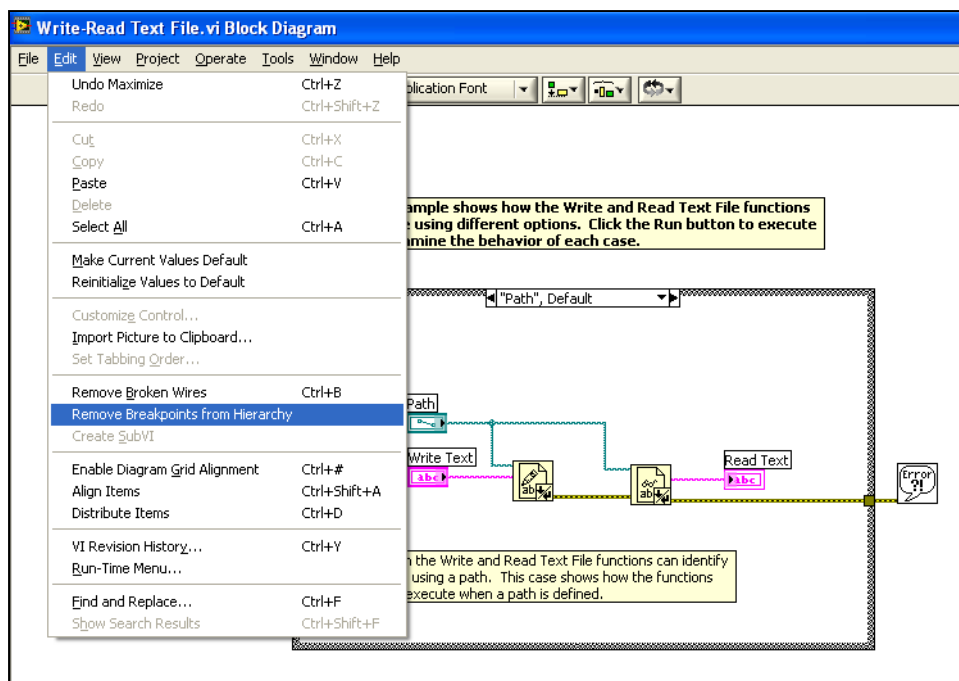 Write-Read Text File.vi Block Diagram
File Edit View Project Operate Tools Window Help
plication Font
Undo Maximize Ctrl+Z
Redo Ctrl+Shift+Z
Cut Ctrl+X
Copy Ctrl+C
Paste Ctrl+V
Delete
Select All Ctrl+A
Make Current Values Default
Reinitialize Values to Default
Customize Control...
Import Picture to Clipboard...
Set Tabbing Order...
Remove Broken Wires Ctrl+B
Remove Breakpoints from Hierarchy
Create SubVI
Enable Diagram Grid Alignment Ctrl+#
Align Items Ctrl+Shift+A
Distribute Items Ctrl+D
VI Revision History... Ctrl+Y
Run-Time Menu...
Find and Replace... Ctrl+F
Show Search Results Ctrl+Shift+F
ample shows how the Write and Read Text File functions
using different options. Click the Run button to execute
mine the behavior of each case.
"Path", Default
Path
Write Text
abc
ab
ab
Read Text
abc
Error
?!
the Write and Read Text File functions can identify
using a path. This case shows how the functions
execute when a path is defined.